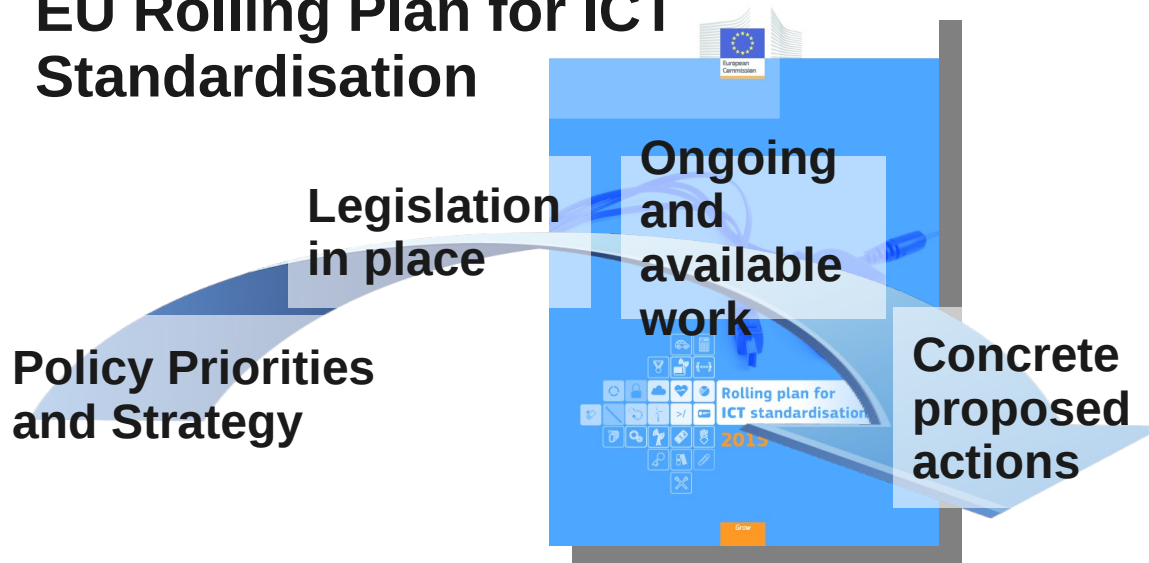 EU Rolling Plan for ICT
Standardisation
European
Commission
Ongoing
and
available
work
Legislation
in place
Policy Priorities
and Strategy
Concrete
proposed
actions
Rolling plan for
ICT standardisation
2015
Grow